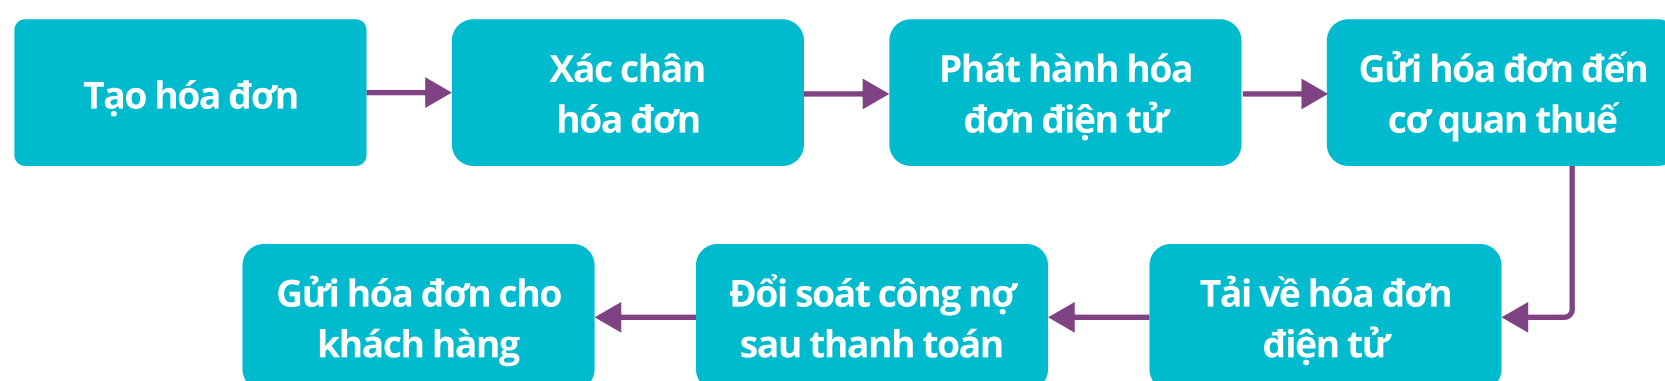 Tạo hóa đơn
Xác chân
hóa đơn
Phát hành hóa
đơn điện tử
Gửi hóa đơn đến
cơ quan thuế
Tải về hóa đơn
điện tử
Đổi soát công nợ
sau thanh toán
Gửi hóa đơn cho
khách hàng